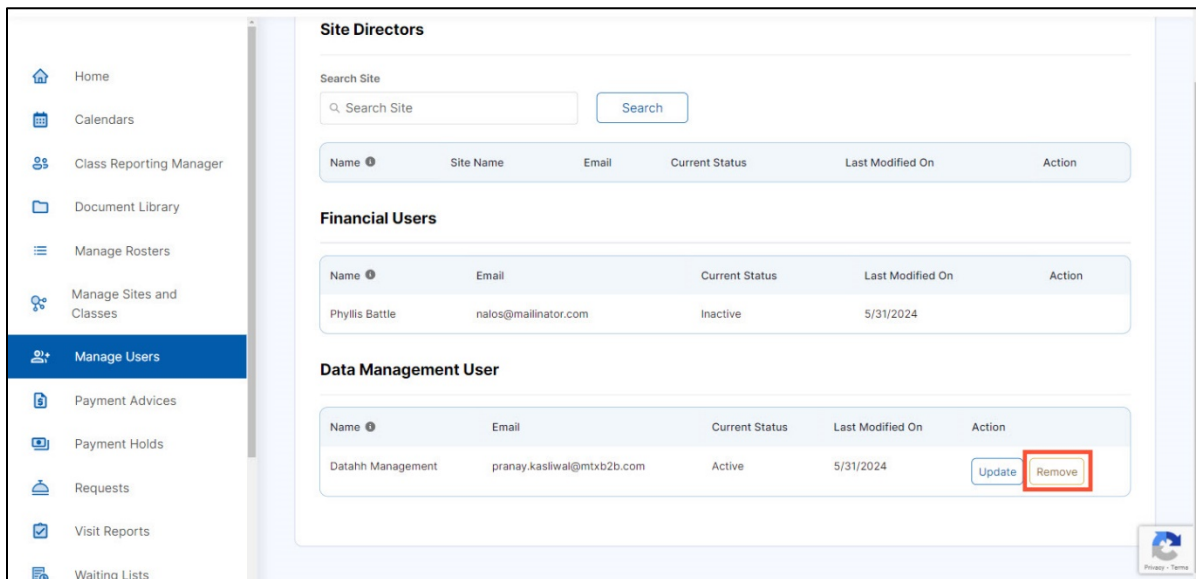 Site Directors
Home
Search Site
Search Site
Search
Calendars
Class Reporting Manager
Name Site Name Email Current Status Last Modified On Action
Document Library
Financial Users
Manage Rosters
Name Email Current Status Last Modified On Action
Manage Sites and
Classes
Phyllis Battle nalos@mailinator.com Inactive 5/31/2024
Manage Users
Data Management User
Payment Advices
Name Email Current Status Last Modified On Action
Payment Holds
Datahh Management pranay.kasliwal@mtxb2b.com Active 5/31/2024 Update Remove
Requests
Visit Reports
Waiting Lists
Privacy - Terms